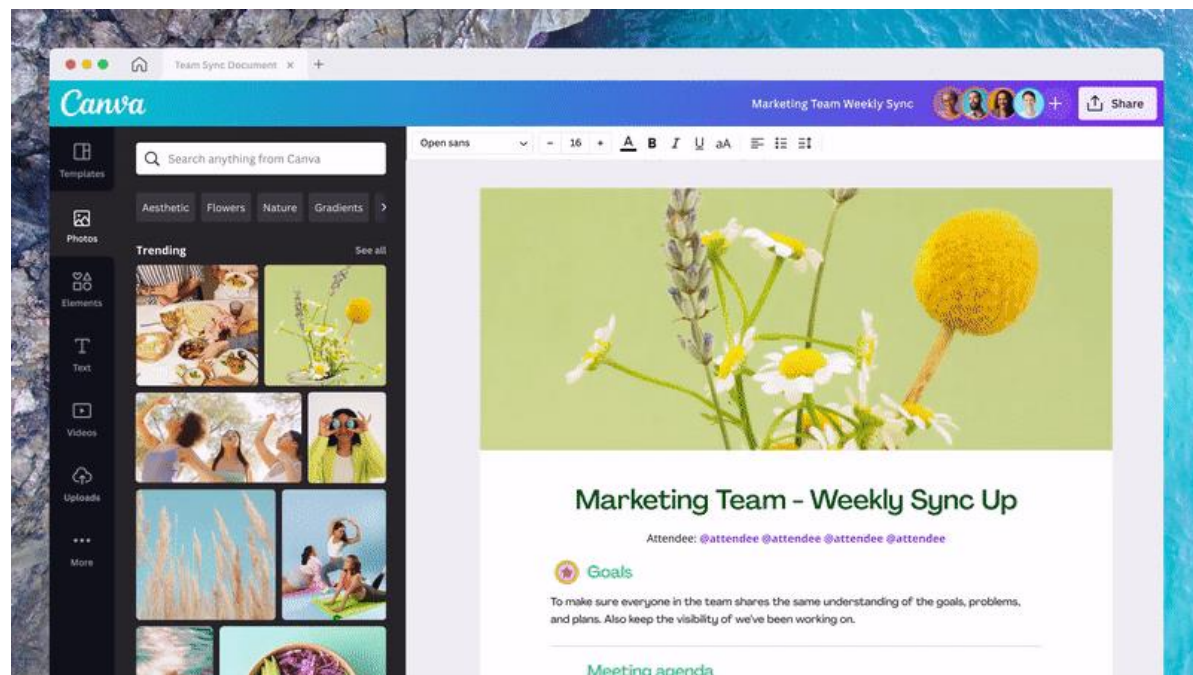 Team Sync Document
Canva
Marketing Team Weekly Sync
Share
Templates
Photos
Elements
Text
Videos
Uploads
More
Search anything from Canva
Aesthetic Flowers Nature Gradients
Trending See all
Open sans - 16 + A B I U aA
Marketing Team - Weekly Sync Up
Attendee: @attendee @attendee @attendee @attendee
Goals
To make sure everyone in the team shares the same understanding of the goals, problems,
and plans. Also keep the visibility of we've been working on.
Meeting agenda